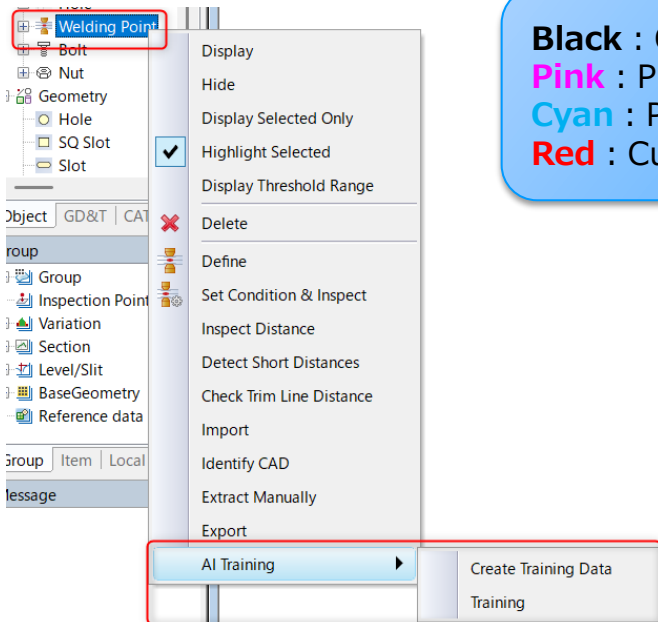 Welding Point
Bolt
Nut
Geometry
Hole
SQ Slot
Slot
Object GD&T CAT
Group
Group
Inspection Point
Variation
Section
Level/Slit
BaseGeometry
Reference data
Group Item Local
Message
Display
Hide
Display Selected Only
Highlight Selected
Display Threshold Range
Delete
Define
Set Condition & Inspect
Inspect Distance
Detect Short Distances
Check Trim Line Distance
Import
Identify CAD
Extract Manually
Export
AI Training
Create Training Data
Training
Black :
Pink : P
Cyan : P
Red : Cu